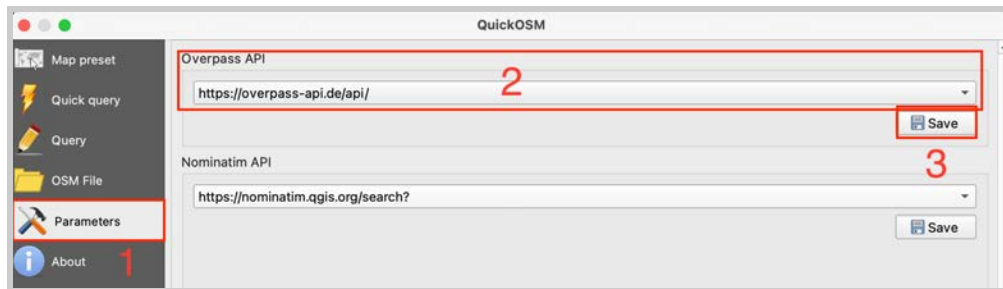 QuickOSM
Map preset
Quick query
Query
OSM File
Parameters
About
1
Overpass API
2
https://overpass-api.de/api/
Save
3
Nominatim API
https://nominatim.qgis.org/search?
Save